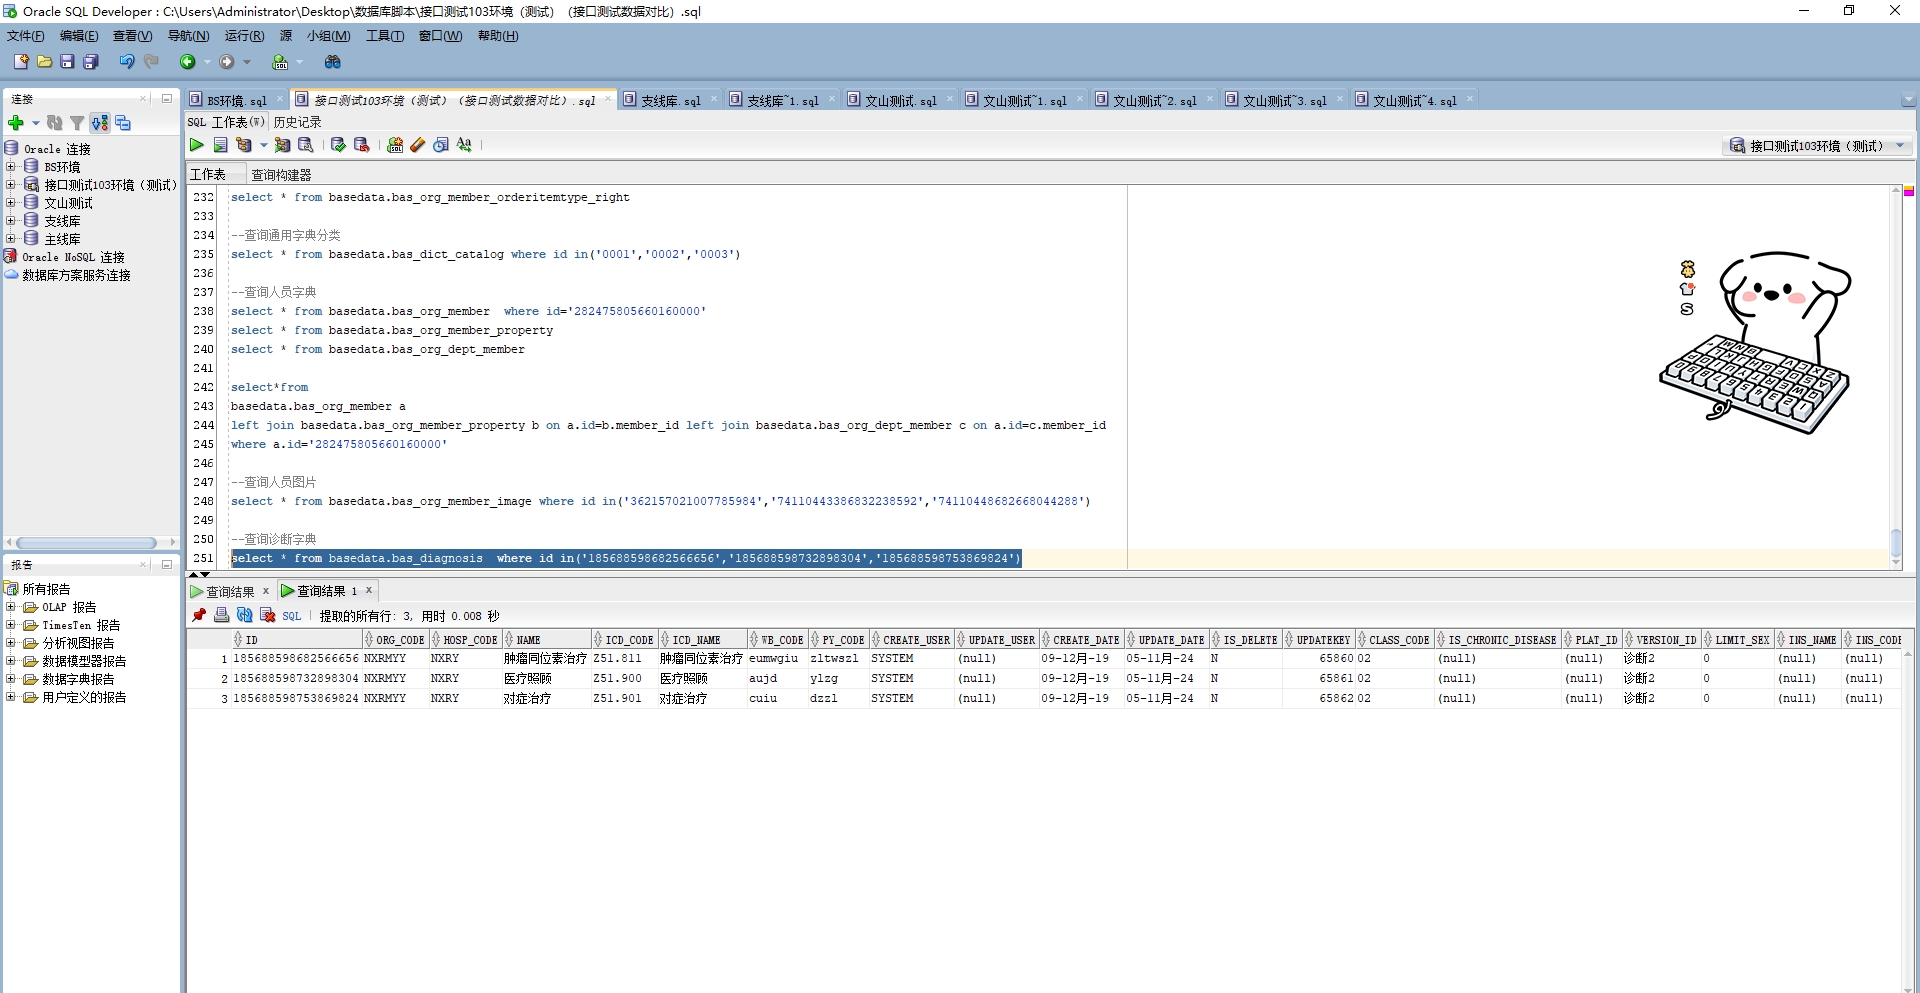 Oracle SQL Developer : C:\Users\Administrator\Desktop\数据库脚本\接口测试103环境（测试）（接口测试数据对比）.sql
文件(F) 编辑(E) 查看(V) 导航(N) 运行(R) 源 小组(M) 工具(T) 窗口(W) 帮助(H)
连接
BS环境.sql 接口测试103环境（测试）（接口测试数据对比）.sql 支线库.sql 支线库~1.sql 文山测试.sql 文山测试~1.sql 文山测试~2.sql 文山测试~3.sql 文山测试~4.sql
SQL 工作表(W) 历史记录
接口测试103环境（测试）
Oracle 连接
BS环境
接口测试103环境（测试）
文山测试
支线库
主线库
Oracle NoSQL 连接
数据库方案服务连接
工作表 查询构建器
232 select * from basedata.bas_org_member_orderitemtype_right
233
234 --查询通用字典分类
235 select * from basedata.bas_dict_catalog where id in('0001','0002','0003')
236
237 --查询人员字典
238 select * from basedata.bas_org_member  where id='282475805660160000'
239 select * from basedata.bas_org_member_property
240 select * from basedata.bas_org_dept_member
241
242 select*from
243 basedata.bas_org_member a
244 left join basedata.bas_org_member_property b on a.id=b.member_id left join basedata.bas_org_dept_member c on a.id=c.member_id
245 where a.id='282475805660160000'
246
247 --查询人员图片
248 select * from basedata.bas_org_member_image where id in('362157021007785984','74110443386832238592','74110448682668044288')
249
250 --查询诊断字典
251 select * from basedata.bas_diagnosis  where id in('185688598682566656','185688598732898304','185688598753869824')
报告
所有报告
OLAP 报告
TimesTen 报告
分析视图报告
数据模型器报告
数据字典报告
用户定义的报告
查询结果 x 查询结果 1 x
SQL 提取的所有行: 3, 用时 0.008 秒
ID ORG_CODE HOSP_CODE NAME ICD_CODE ICD_NAME WB_CODE PY_CODE CREATE_USER UPDATE_USER CREATE_DATE UPDATE_DATE IS_DELETE UPDATEKEY CLASS_CODE IS_CHRONIC_DISEASE PLAT_ID VERSION_ID LIMIT_SEX INS_NAME INS_CODE
1 185688598682566656 NXRMYY NXRY 肿瘤同位素治疗 Z51.811 肿瘤同位素治疗 eumwgiu zltwszl SYSTEM (null) 09-12月-19 05-11月-24 N 65860 02 (null) (null) 诊断2 0 (null) (null)
2 185688598732898304 NXRMYY NXRY 医疗照顾 Z51.900 医疗照顾 aujd ylzg SYSTEM (null) 09-12月-19 05-11月-24 N 65861 02 (null) (null) 诊断2 0 (null) (null)
3 185688598753869824 NXRMYY NXRY 对症治疗 Z51.901 对症治疗 cuiu dzzl SYSTEM (null) 09-12月-19 05-11月-24 N 65862 02 (null) (null) 诊断2 0 (null) (null)